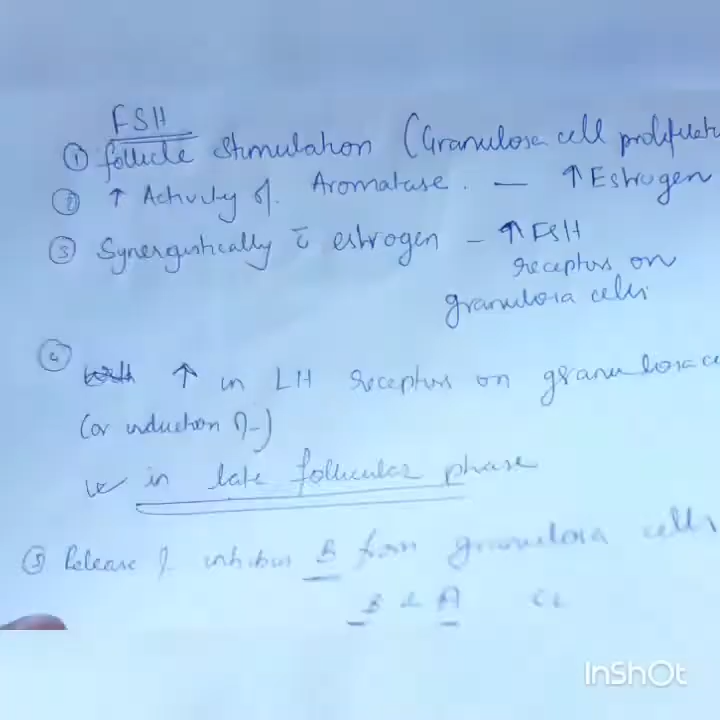 FSH
① follicle stimulation (Granulosa cell proliferat
② ↑ Activity of Aromatase. — ↑ Estrogen
③ Synergistically c̄ estrogen - ↑ FSH
receptors on
granulosa cells
④ ↑ in LH receptors on granulosa ce
(or induction of)
in late follicular phase
⑤ Release of inhibin B from granulosa cells
B & A
InShOt